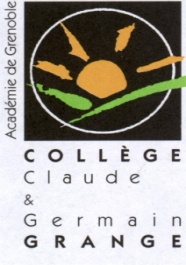 Académie de Grenoble
COLLÈGE
Claude
&
Germain
GRANGE